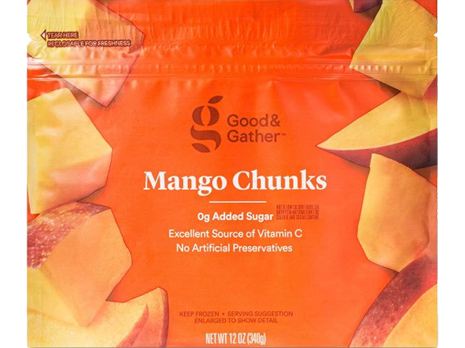 TEAR HERE
RECLOSABLE FOR FRESHNESS
g
Good&
Gather™
Mango Chunks
0g Added Sugar
Excellent Source of Vitamin C
No Artificial Preservatives
KEEP FROZEN • SERVING SUGGESTION
ENLARGED TO SHOW DETAIL
NET WT 12 OZ (340g)